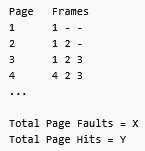 Page Frames
1 1 - -
2 1 2 -
3 1 2 3
4 4 2 3
...
Total Page Faults = X
Total Page Hits = Y